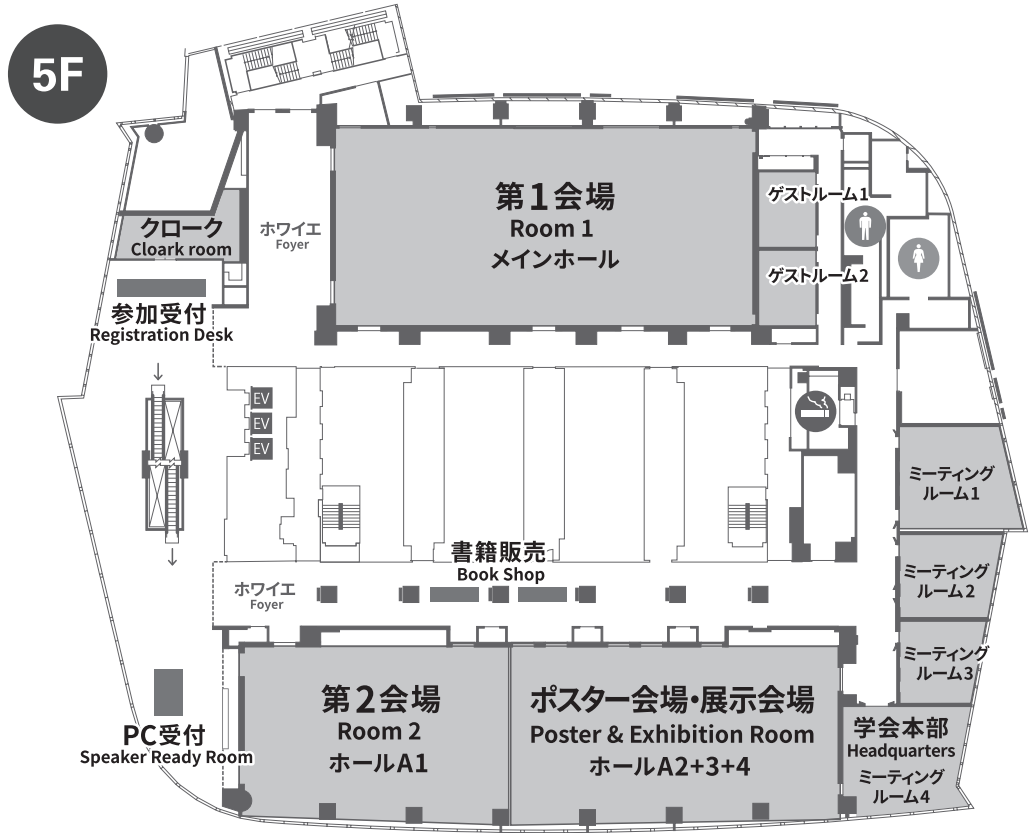 5F
第1会場
Room 1
メインホール
ゲストルーム1
ゲストルーム2
クローク
Cloark room
ホワイエ
Foyer
参加受付
Registration Desk
EV
EV
EV
ミーティング
ルーム1
書籍販売
Book Shop
ホワイエ
Foyer
ミーティング
ルーム2
ミーティング
ルーム3
第2会場
Room 2
ホールA1
ポスター会場・展示会場
Poster & Exhibition Room
ホールA2+3+4
PC受付
Speaker Ready Room
学会本部
Headquarters
ミーティング
ルーム4